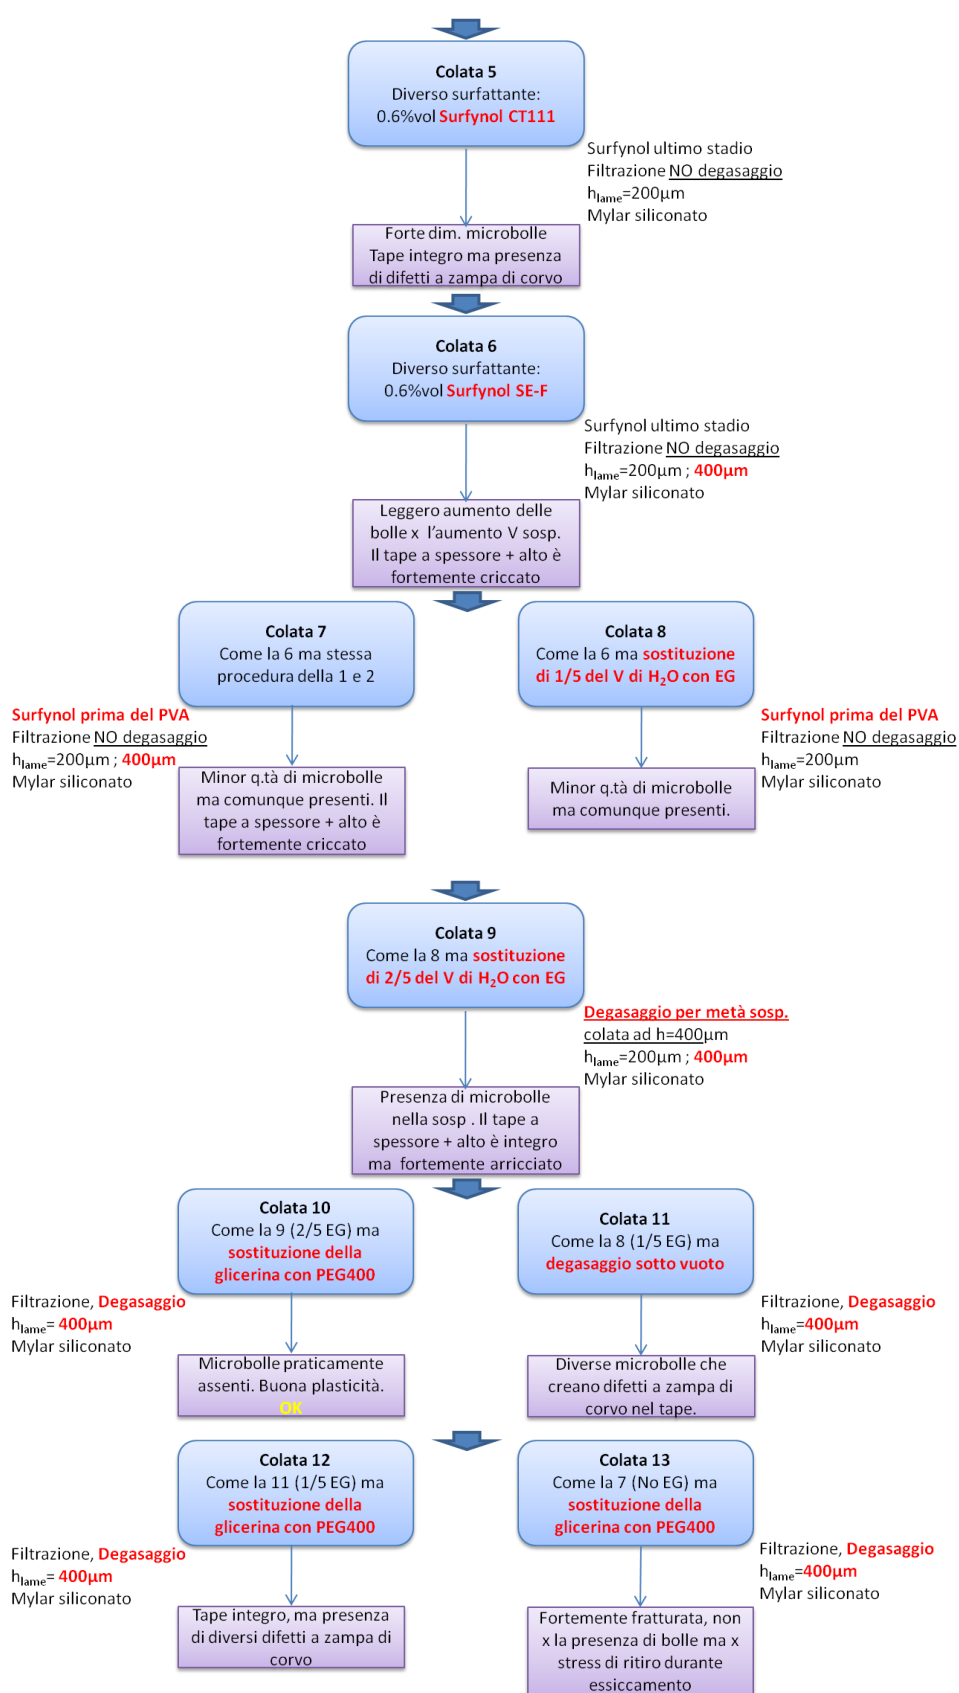 Colata 5
Diverso surfattante:
0.6%vol Surfynol CT111
Surfynol ultimo stadio
Filtrazione NO degasaggio
hlame=200µm
Mylar siliconato
Forte dim. microbolle
Tape integro ma presenza
di difetti a zampa di corvo
Colata 6
Diverso surfattante:
0.6%vol Surfynol SE-F
Surfynol ultimo stadio
Filtrazione NO degasaggio
hlame=200µm ; 400µm
Mylar siliconato
Leggero aumento delle
bolle x l'aumento V sosp.
Il tape a spessore + alto è
fortemente criccato
Colata 7
Come la 6 ma stessa
procedura della 1 e 2
Surfynol prima del PVA
Filtrazione NO degasaggio
hlame=200µm ; 400µm
Mylar siliconato
Minor q.tà di microbolle
ma comunque presenti. Il
tape a spessore + alto è
fortemente criccato
Colata 8
Come la 6 ma sostituzione
di 1/5 del V di H2O con EG
Surfynol prima del PVA
Filtrazione NO degasaggio
hlame=200µm
Mylar siliconato
Minor q.tà di microbolle
ma comunque presenti.
Colata 9
Come la 8 ma sostituzione
di 2/5 del V di H2O con EG
Degasaggio per metà sosp.
colata ad h=400µm
hlame=200µm ; 400µm
Mylar siliconato
Presenza di microbolle
nella sosp . Il tape a
spessore + alto è integro
ma fortemente arricciato
Colata 10
Come la 9 (2/5 EG) ma
sostituzione della
glicerina con PEG400
Filtrazione, Degasaggio
hlame= 400µm
Mylar siliconato
Microbolle praticamente
assenti. Buona plasticità.
OK
Colata 11
Come la 8 (1/5 EG) ma
degasaggio sotto vuoto
Filtrazione, Degasaggio
hlame=400µm
Mylar siliconato
Diverse microbolle che
creano difetti a zampa di
corvo nel tape.
Colata 12
Come la 11 (1/5 EG) ma
sostituzione della
glicerina con PEG400
Filtrazione, Degasaggio
hlame= 400µm
Mylar siliconato
Tape integro, ma presenza
di diversi difetti a zampa di
corvo
Colata 13
Come la 7 (No EG) ma
sostituzione della
glicerina con PEG400
Filtrazione, Degasaggio
hlame=400µm
Mylar siliconato
Fortemente fratturata, non
x la presenza di bolle ma x
stress di ritiro durante
essiccamento